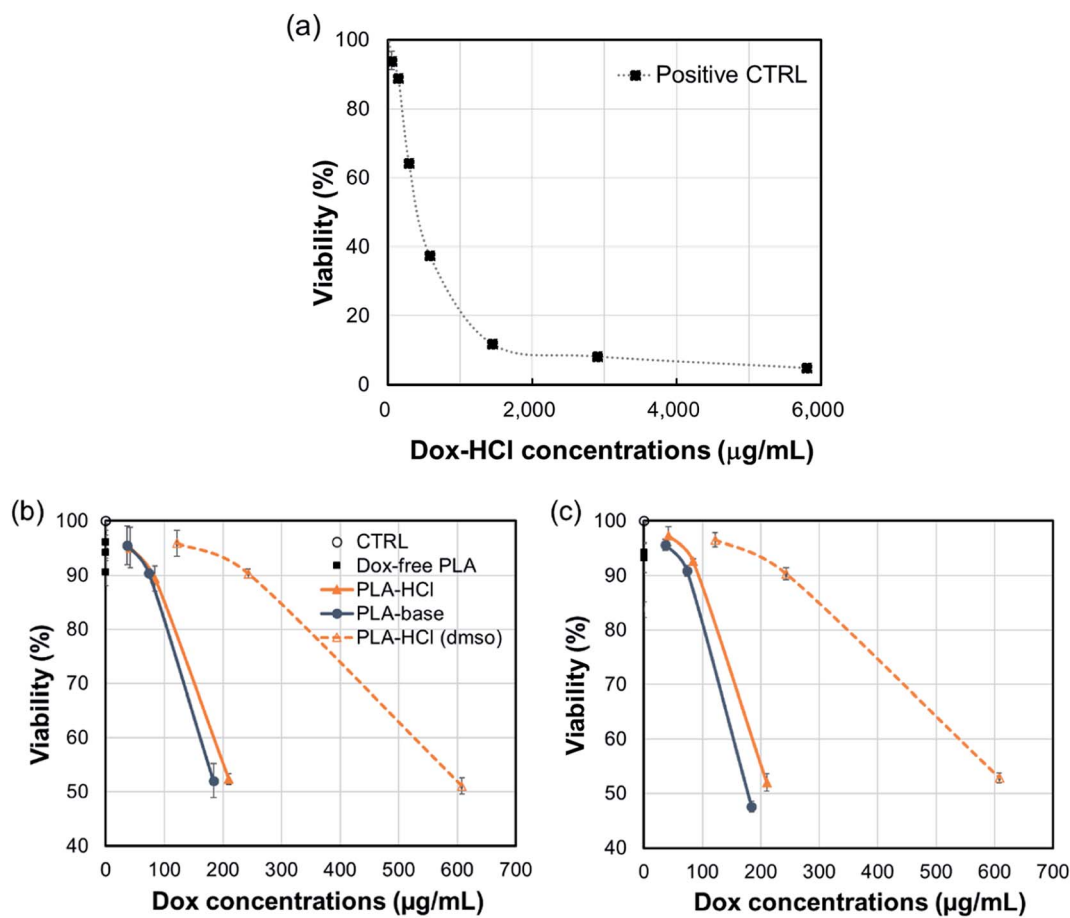 (a)
100
80
60
40
20
0
Viability (%)
Positive CTRL
0 2,000 4,000 6,000
Dox-HCl concentrations (μg/mL)
(b)
100
90
80
70
60
50
40
Viability (%)
CTRL
Dox-free PLA
PLA-HCl
PLA-base
PLA-HCl (dmso)
0 100 200 300 400 500 600 700
Dox concentrations (μg/mL)
(c)
100
90
80
70
60
50
40
Viability (%)
0 100 200 300 400 500 600 700
Dox concentrations (μg/mL)